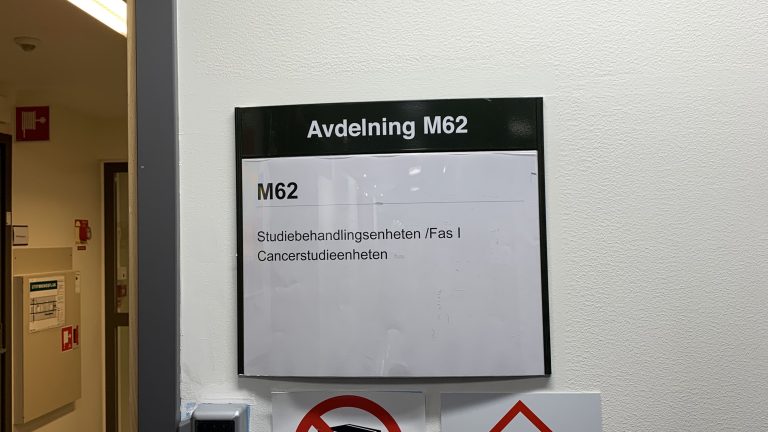 Avdelning M62
M62
Studiebehandlingsenheten /Fas I
Cancerstudieenheten